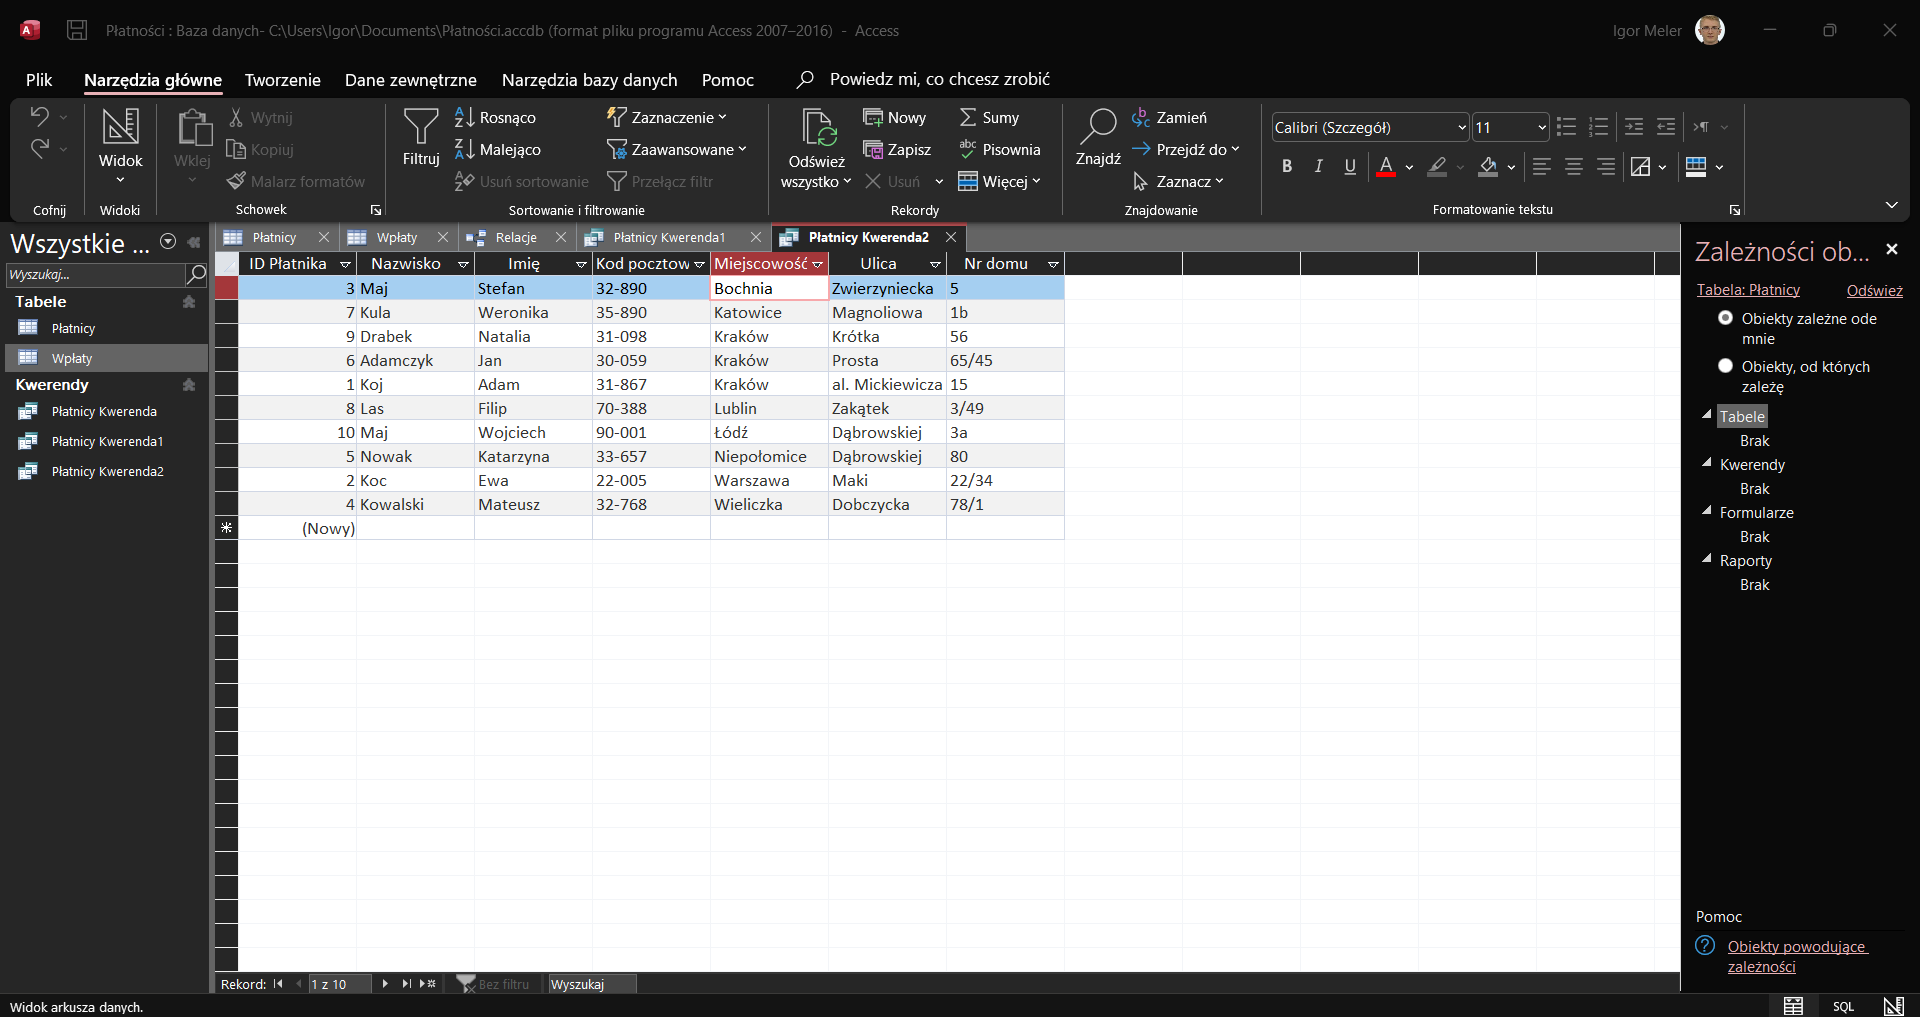 Płatności : Baza danych- C:\Users\Igor\Documents\Płatności.accdb (format pliku programu Access 2007–2016)  -  Access
Igor Meler
Plik
Narzędzia główne
Tworzenie
Dane zewnętrzne
Narzędzia bazy danych
Pomoc
Powiedz mi, co chcesz zrobić
Widok
Wklej
Wytnij
Kopiuj
Malarz formatów
Filtruj
Rosnąco
Malejąco
Usuń sortowanie
Zaznaczenie
Zaawansowane
Przełącz filtr
Odśwież
wszystko
Nowy
Zapisz
Usuń
Sumy
Pisownia
Więcej
Znajdź
Zamień
Przejdź do
Zaznacz
Calibri (Szczegół)
11
B I U
Cofnij
Widoki
Schowek
Sortowanie i filtrowanie
Rekordy
Znajdowanie
Formatowanie tekstu
Wszystkie ...
Wyszukaj...
Tabele
Płatnicy
Wpłaty
Kwerendy
Płatnicy Kwerenda
Płatnicy Kwerenda1
Płatnicy Kwerenda2
Płatnicy
Wpłaty
Relacje
Płatnicy Kwerenda1
Płatnicy Kwerenda2
ID Płatnika Nazwisko Imię Kod pocztow Miejscowość Ulica Nr domu
3 Maj Stefan 32-890 Bochnia Zwierzyniecka 5
7 Kula Weronika 35-890 Katowice Magnoliowa 1b
9 Drabek Natalia 31-098 Kraków Krótka 56
6 Adamczyk Jan 30-059 Kraków Prosta 65/45
1 Koj Adam 31-867 Kraków al. Mickiewicza 15
8 Las Filip 70-388 Lublin Zakątek 3/49
10 Maj Wojciech 90-001 Łódź Dąbrowskiej 3a
5 Nowak Katarzyna 33-657 Niepołomice Dąbrowskiej 80
2 Koc Ewa 22-005 Warszawa Maki 22/34
4 Kowalski Mateusz 32-768 Wieliczka Dobczycka 78/1
(Nowy)
Zależności ob...
Tabela: Płatnicy
Odśwież
Obiekty zależne ode
mnie
Obiekty, od których
zależę
Tabele
Brak
Kwerendy
Brak
Formularze
Brak
Raporty
Brak
Pomoc
Obiekty powodujące
zależności
Rekord:
1 z 10
Bez filtru
Wyszukaj
Widok arkusza danych.
SQL